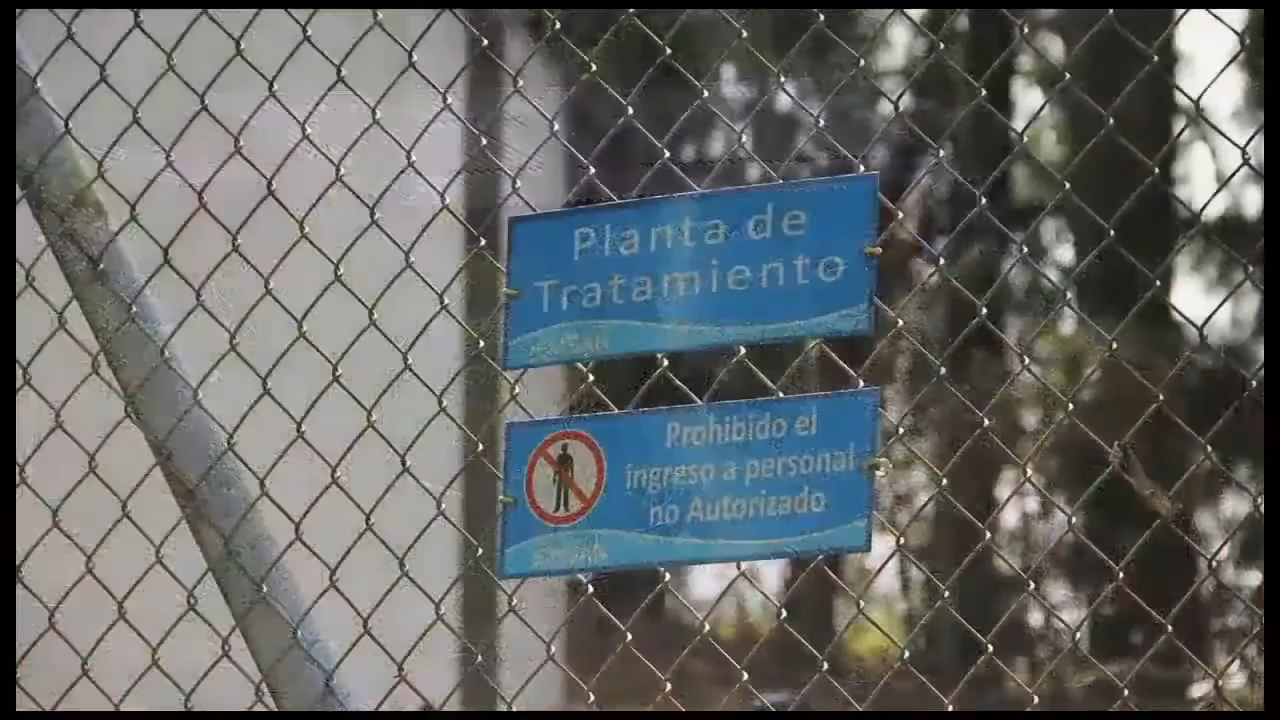 Planta de
Tratamiento
Prohibido el
ingreso a personal
no Autorizado